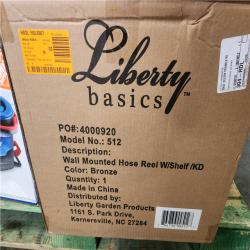 Liberty
basics™
PO#:4000920
Model No.: 512
Description:
Wall Mounted Hose Reel W/Shelf /KD
Color: Bronze
Quantity: 1
Made in China
Distributed by:
Liberty Garden Products
1161 S. Park Drive,
Kernersville, NC 27284